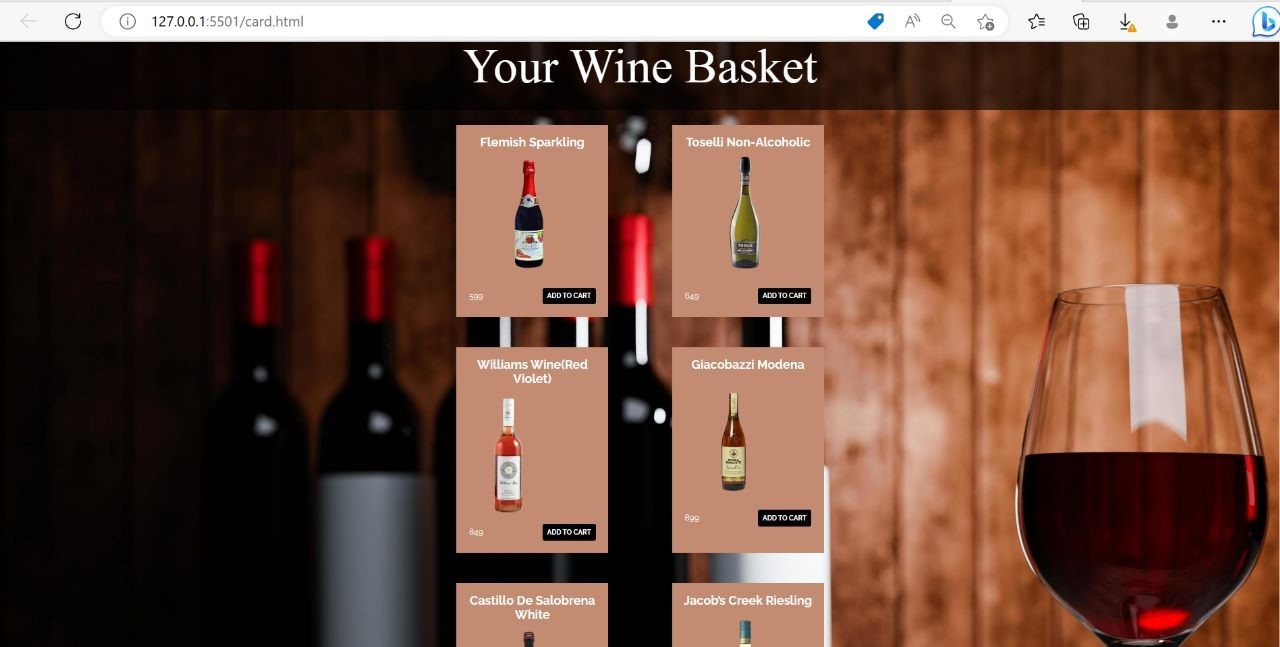 127.0.0.1:5501/card.html
Your Wine Basket
Flemish Sparkling
599
ADD TO CART
Toselli Non-Alcoholic
TOSELLI
649
ADD TO CART
Williams Wine(Red
Violet)
849
ADD TO CART
Giacobazzi Modena
899
ADD TO CART
Castillo De Salobrena
White
Jacob's Creek Riesling